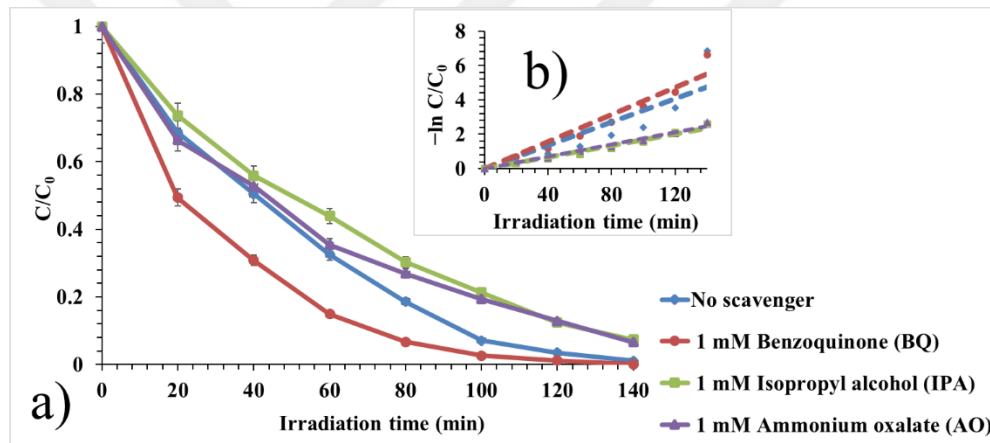 1
0.8
0.6
0.4
0.2
0
C/C0
0 20 40 60 80 100 120 140
Irradiation time (min)
a)
8
6
4
2
0
−ln C/C0
b)
0 40 80 120
Irradiation time (min)
No scavenger
1 mM Benzoquinone (BQ)
1 mM Isopropyl alcohol (IPA)
1 mM Ammonium oxalate (AO)